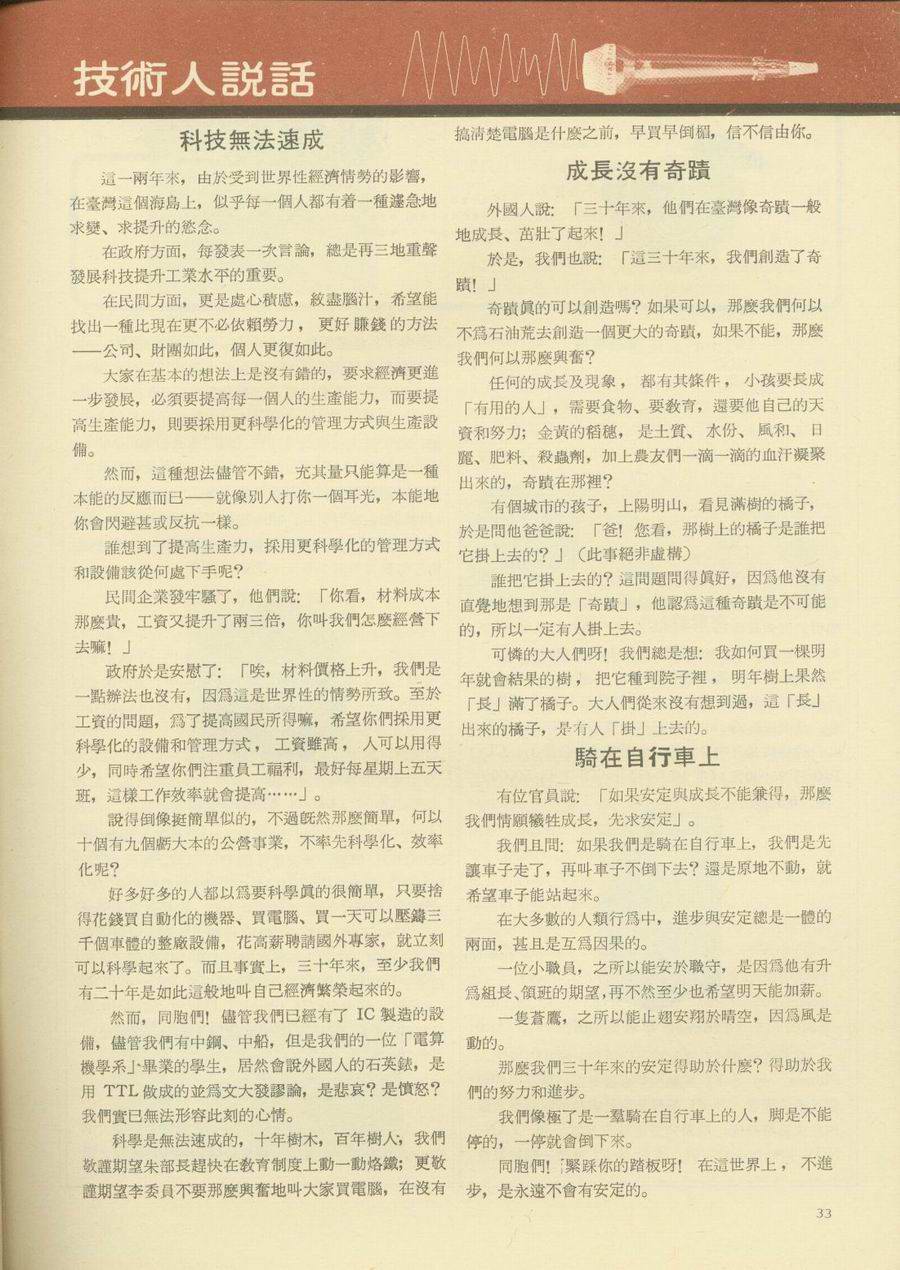 技術人說話
科技無法速成
這一兩年來，由於受到世界性經濟情勢的影響，
在臺灣這個海島上，似乎每一個人都有着一種遽急地
求變、求提升的慾念。
在政府方面，每發表一次言論，總是再三地重聲
發展科技提升工業水平的重要。
在民間方面，更是處心積慮，絞盡腦汁，希望能
找出一種比現在更不必依賴勞力，更好賺錢的方法
——公司、財團如此，個人更復如此。
大家在基本的想法上是沒有錯的，要求經濟更進
一步發展，必須要提高每一個人的生產能力，而要提
高生產能力，則要採用更科學化的管理方式與生產設
備。
然而，這種想法儘管不錯，充其量只能算是一種
本能的反應而已——就像別人打你一個耳光，本能地
你會閃避甚或反抗一樣。
誰想到了提高生產力，採用更科學化的管理方式
和設備該從何處下手呢？
民間企業發牢騷了，他們說：「你看，材料成本
那麼貴，工資又提升了兩三倍，你叫我們怎麼經營下
去嘛！」
政府於是安慰了：「唉，材料價格上升，我們是
一點辦法也沒有，因爲這是世界性的情勢所致。至於
工資的問題，爲了提高國民所得嘛，希望你們採用更
科學化的設備和管理方式，工資雖高，人可以用得
少，同時希望你們注重員工福利，最好每星期上五天
班，這樣工作效率就會提高……」。
說得倒像挺簡單似的，不過旣然那麼簡單，何以
十個有九個虧大本的公營事業，不率先科學化、效率
化呢？
好多好多的人都以爲要科學眞的很簡單，只要捨
得花錢買自動化的機器、買電腦、買一天可以壓鑄三
千個車體的整廠設備，花高薪聘請國外專家，就立刻
可以科學起來了。而且事實上，三十年來，至少我們
有二十年是如此這般地叫自己經濟繁榮起來的。
然而，同胞們！儘管我們已經有了 IC 製造的設
備，儘管我們有中鋼、中船，但是我們的一位「電算
機學系」畢業的學生，居然會說外國人的石英錶，是
用 TTL 做成的並爲文大發謬論，是悲哀？是憤怒？
我們實已無法形容此刻的心情。
科學是無法速成的，十年樹木，百年樹人，我們
敬謹期望朱部長趕快在教育制度上動一動烙鐵；更敬
謹期望李委員不要那麼興奮地叫大家買電腦，在沒有
搞清楚電腦是什麼之前，早買早倒楣，信不信由你。
成長沒有奇蹟
外國人說：「三十年來，他們在臺灣像奇蹟一般
地成長、茁壯了起來！」
於是，我們也說：「這三十年來，我們創造了奇
蹟！」
奇蹟眞的可以創造嗎？如果可以，那麼我們何以
不爲石油荒去創造一個更大的奇蹟，如果不能，那麼
我們何以那麼興奮？
任何的成長及現象，都有其條件，小孩要長成
「有用的人」，需要食物、要敎育，還要他自己的天
資和努力；金黃的稻穗，是土質、水份、風和、日
麗、肥料、殺蟲劑，加上農友們一滴一滴的血汗凝聚
出來的，奇蹟在那裡？
有個城市的孩子，上陽明山，看見滿樹的橘子，
於是問他爸爸說：「爸！您看，那樹上的橘子是誰把
它掛上去的？」（此事絕非虛構）
誰把它掛上去的？這問題問得眞好，因爲他沒有
直覺地想到那是「奇蹟」，他認爲這種奇蹟是不可能
的，所以一定有人掛上去。
可憐的大人們呀！我們總是想：我如何買一棵明
年就會結果的樹，把它種到院子裡，明年樹上果然
「長」滿了橘子。大人們從來沒有想到過，這「長」
出來的橘子，是有人「掛」上去的。
騎在自行車上
有位官員說：「如果安定與成長不能兼得，那麼
我們情願犧牲成長，先求安定」。
我們且問：如果我們是騎在自行車上，我們是先
讓車子走了，再叫車子不倒下去？還是原地不動，就
希望車子能站起來。
在大多數的人類行爲中，進步與安定總是一體的
兩面，甚且是互爲因果的。
一位小職員，之所以能安於職守，是因爲他有升
爲組長、領班的期望，再不然至少也希望明天能加薪。
一隻蒼鷹，之所以能止翅安翔於晴空，因爲風是
動的。
那麼我們三十年來的安定得助於什麼？得助於我
們的努力和進步。
我們像極了是一羣騎在自行車上的人，脚是不能
停的，一停就會倒下來。
同胞們！緊踩你的踏板呀！在這世界上，不進
步，是永遠不會有安定的。
33